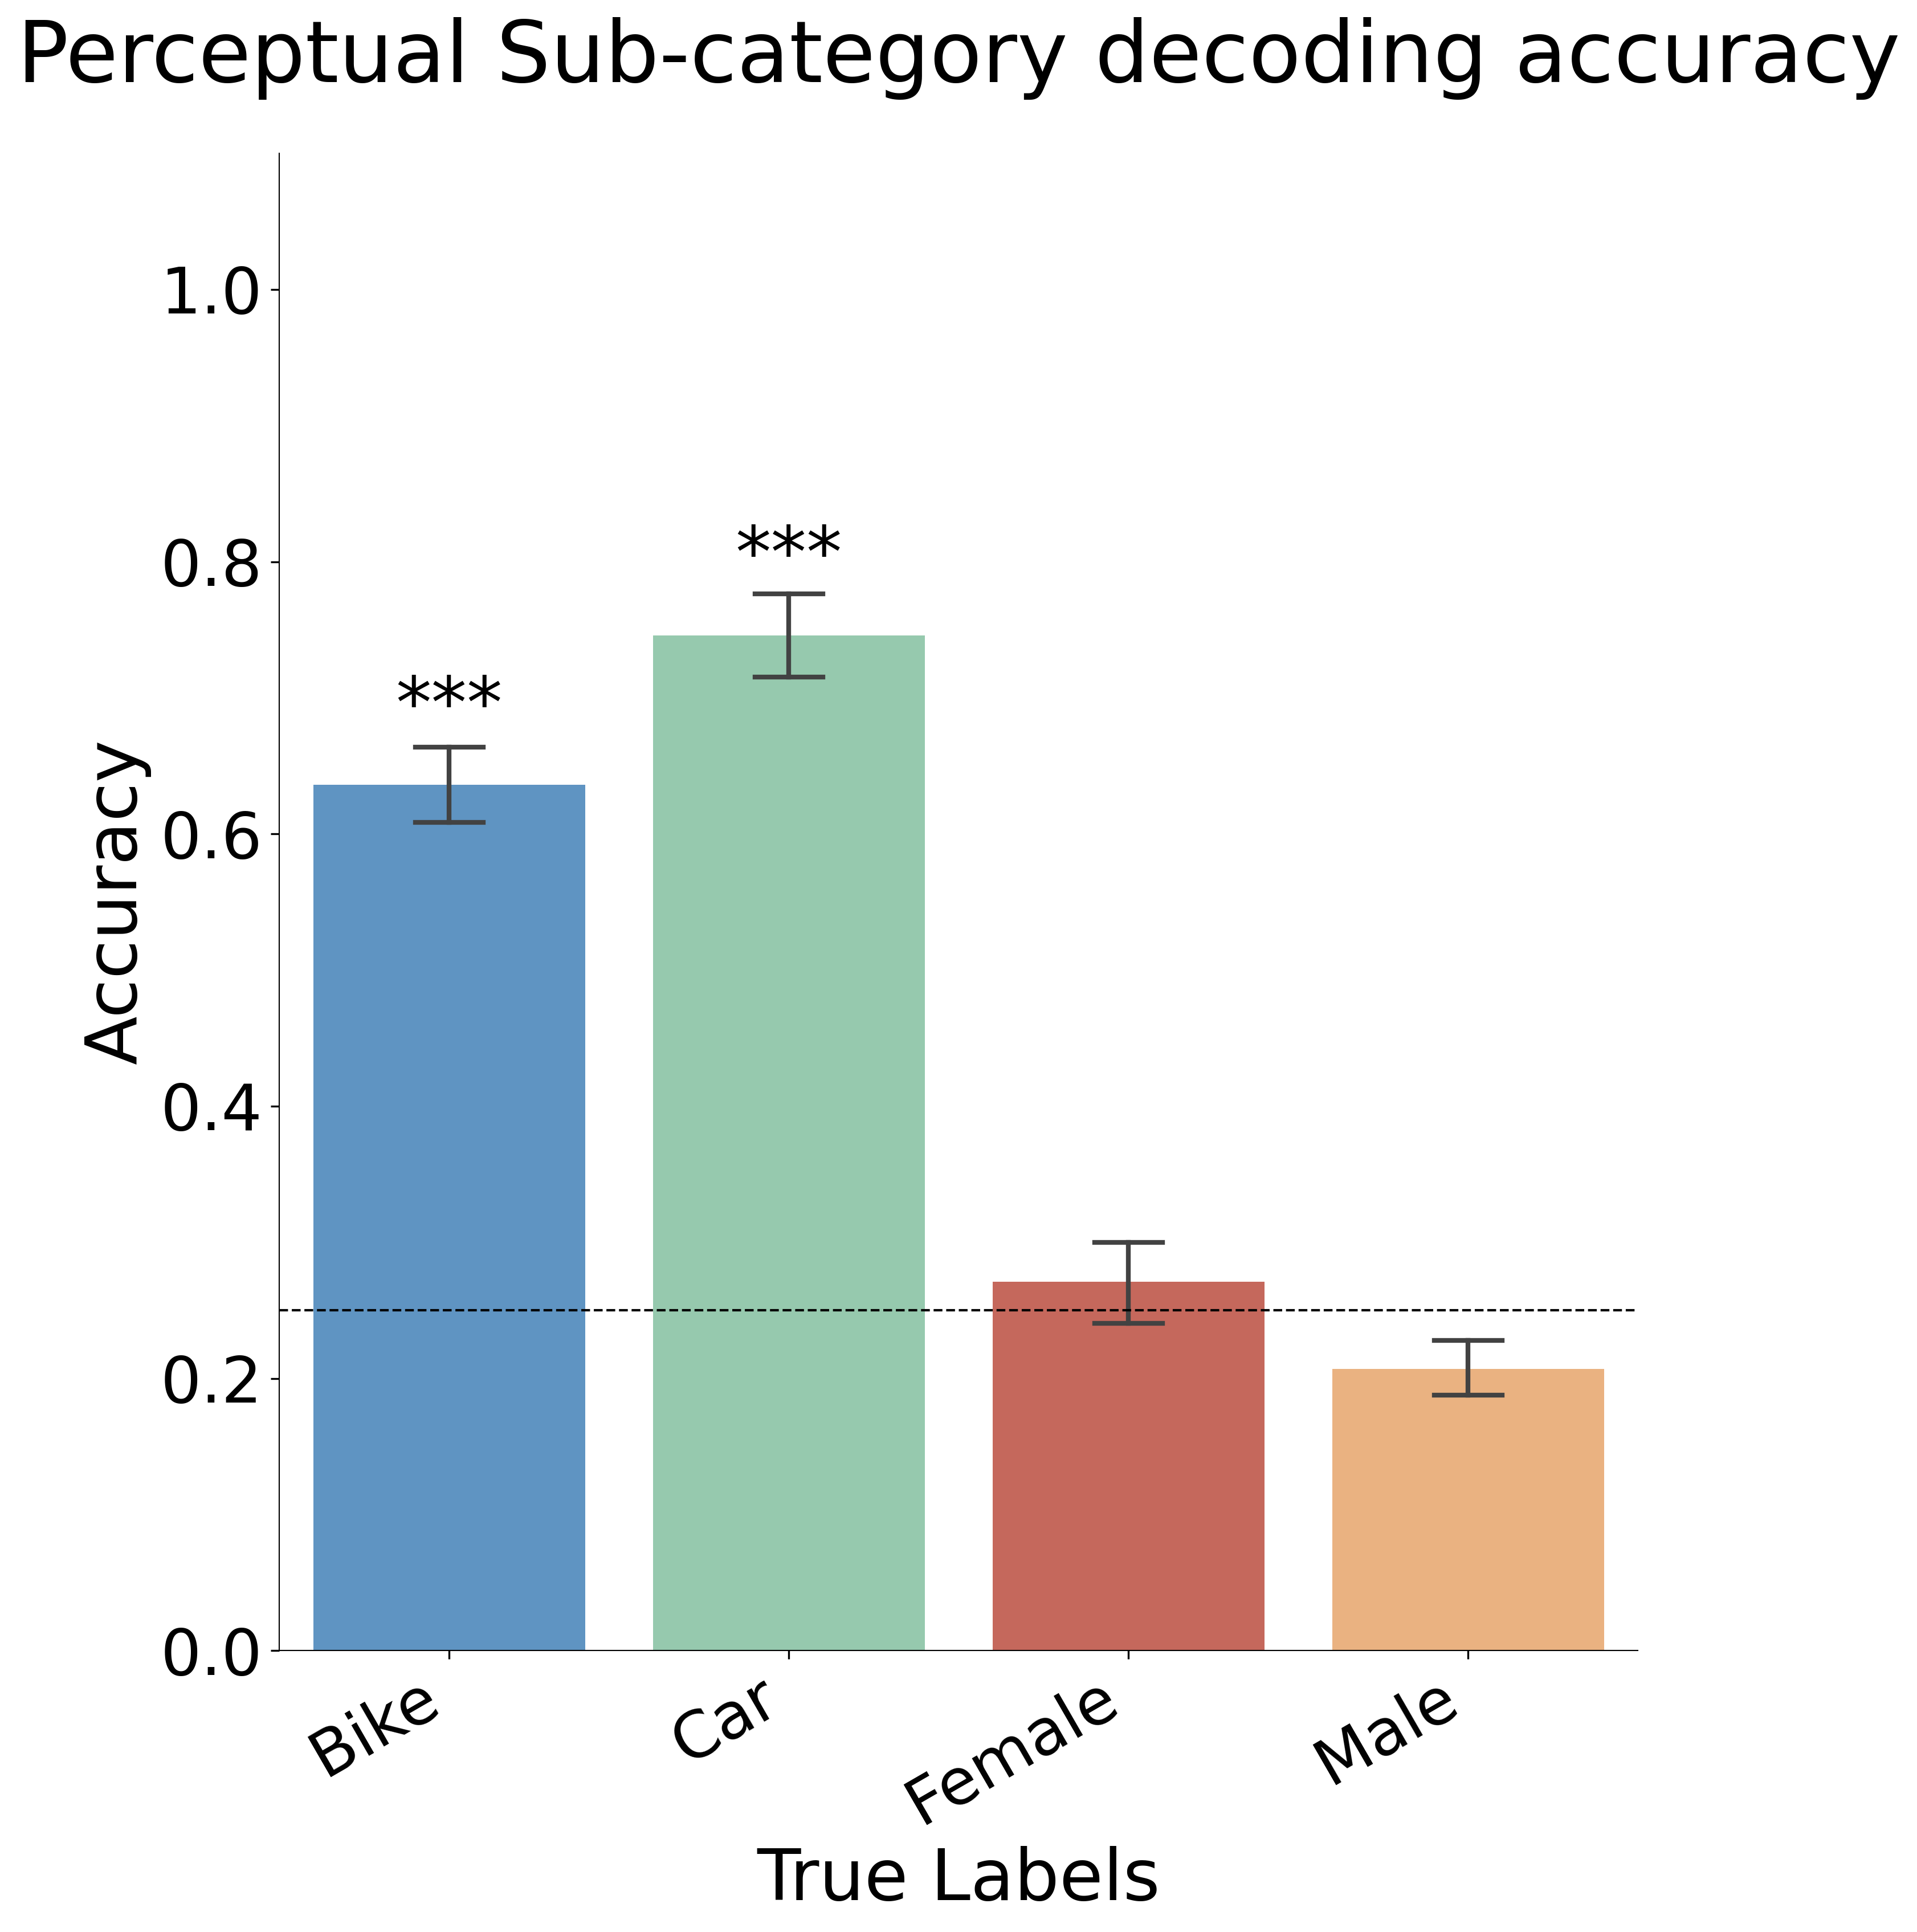 Perceptual Sub-category decoding accuracy
1.0
0.8
0.6
0.4
0.2
0.0
Accuracy
***
***
Bike
Car
Female
Male
True Labels